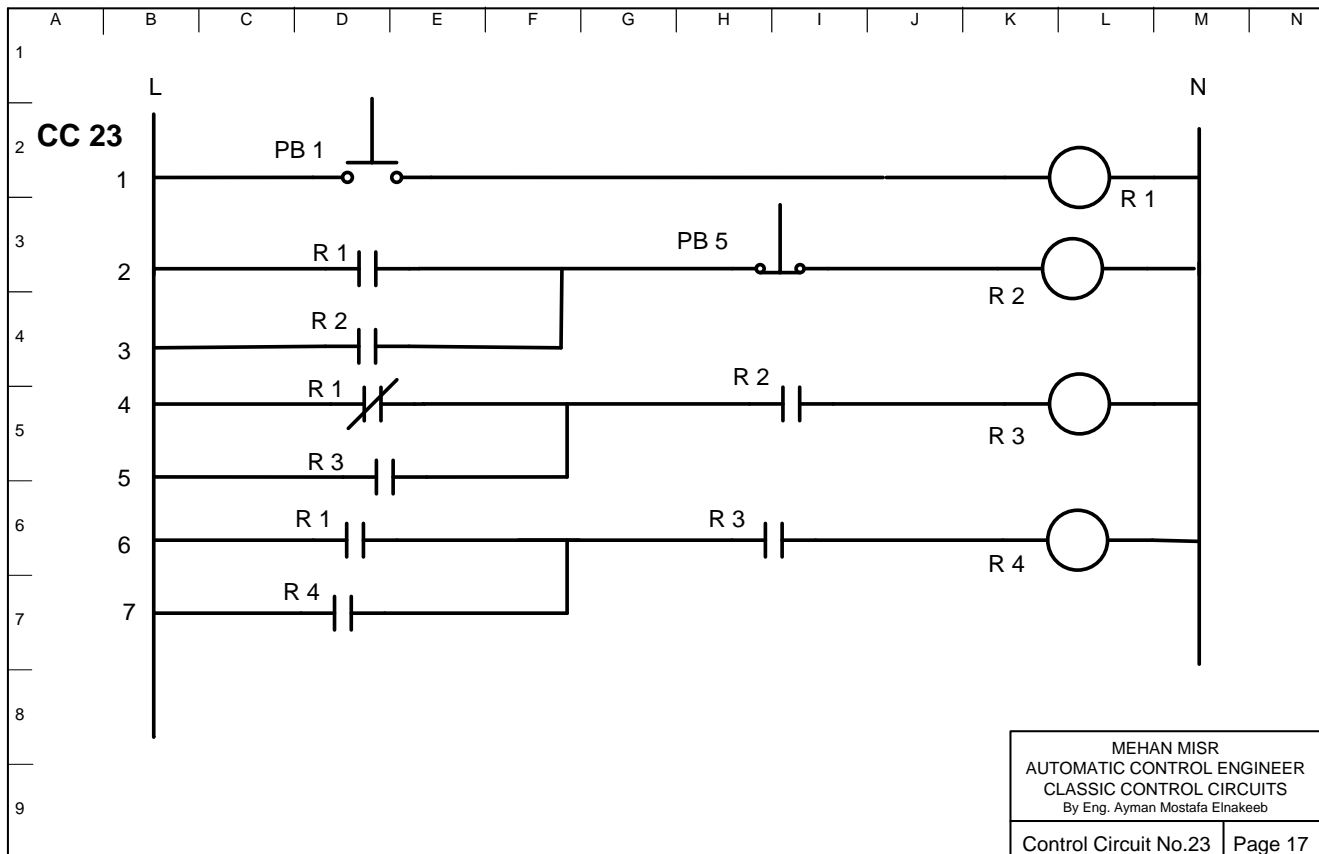 A B C D E F G H I J K L M N
1
L N
2 CC 23
PB 1
1
R 1
3
R 1
PB 5
2
R 2
R 2
4
3
R 1
R 2
4
5
R 3
R 3
5
6
R 1
R 3
6
R 4
R 4
7
7
8
MEHAN MISR
AUTOMATIC CONTROL ENGINEER
CLASSIC CONTROL CIRCUITS
By Eng. Ayman Mostafa Elnakeeb
9
Control Circuit No.23 Page 17